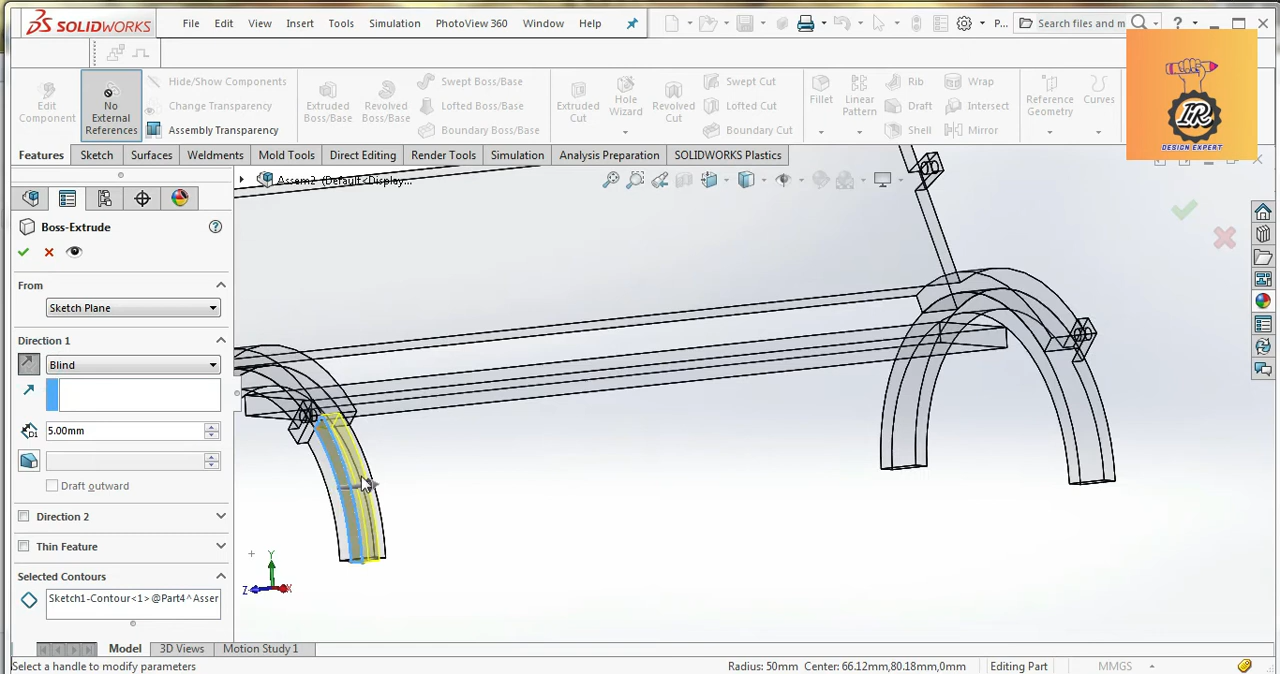 SOLIDWORKS File Edit View Insert Tools Simulation PhotoView 360 Window Help P... Search files and m ?
Edit Component
No External References
Hide/Show Components
Change Transparency
Assembly Transparency
Extruded Boss/Base
Revolved Boss/Base
Swept Boss/Base
Lofted Boss/Base
Boundary Boss/Base
Extruded Cut
Hole Wizard
Revolved Cut
Swept Cut
Lofted Cut
Boundary Cut
Fillet
Linear Pattern
Rib
Draft
Shell
Wrap
Intersect
Mirror
Reference Geometry
Curves
IR
DESIGN EXPERT
Features Sketch Surfaces Weldments Mold Tools Direct Editing Render Tools Simulation Analysis Preparation SOLIDWORKS Plastics
Assem2 (Default<Display...
Boss-Extrude
From
Sketch Plane
Direction 1
Blind
D1 5.00mm
Draft outward
Direction 2
Thin Feature
Selected Contours
Sketch1-Contour<1>@Part4^Asser
Y
Z X
Model 3D Views Motion Study 1
Select a handle to modify parameters Radius: 50mm Center: 66.12mm,80.18mm,0mm Editing Part MMGS